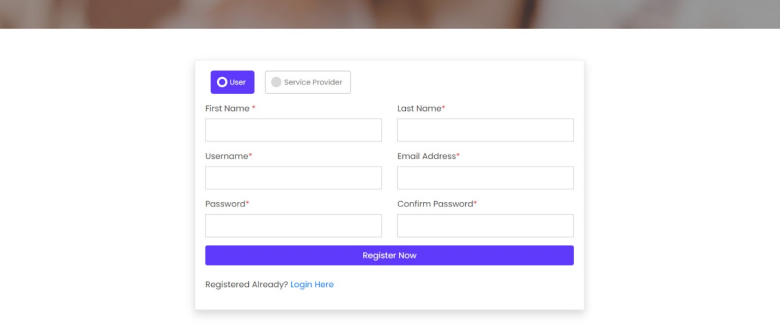 User Service Provider
First Name * Last Name*
Username* Email Address*
Password* Confirm Password*
Register Now
Registered Already? Login Here